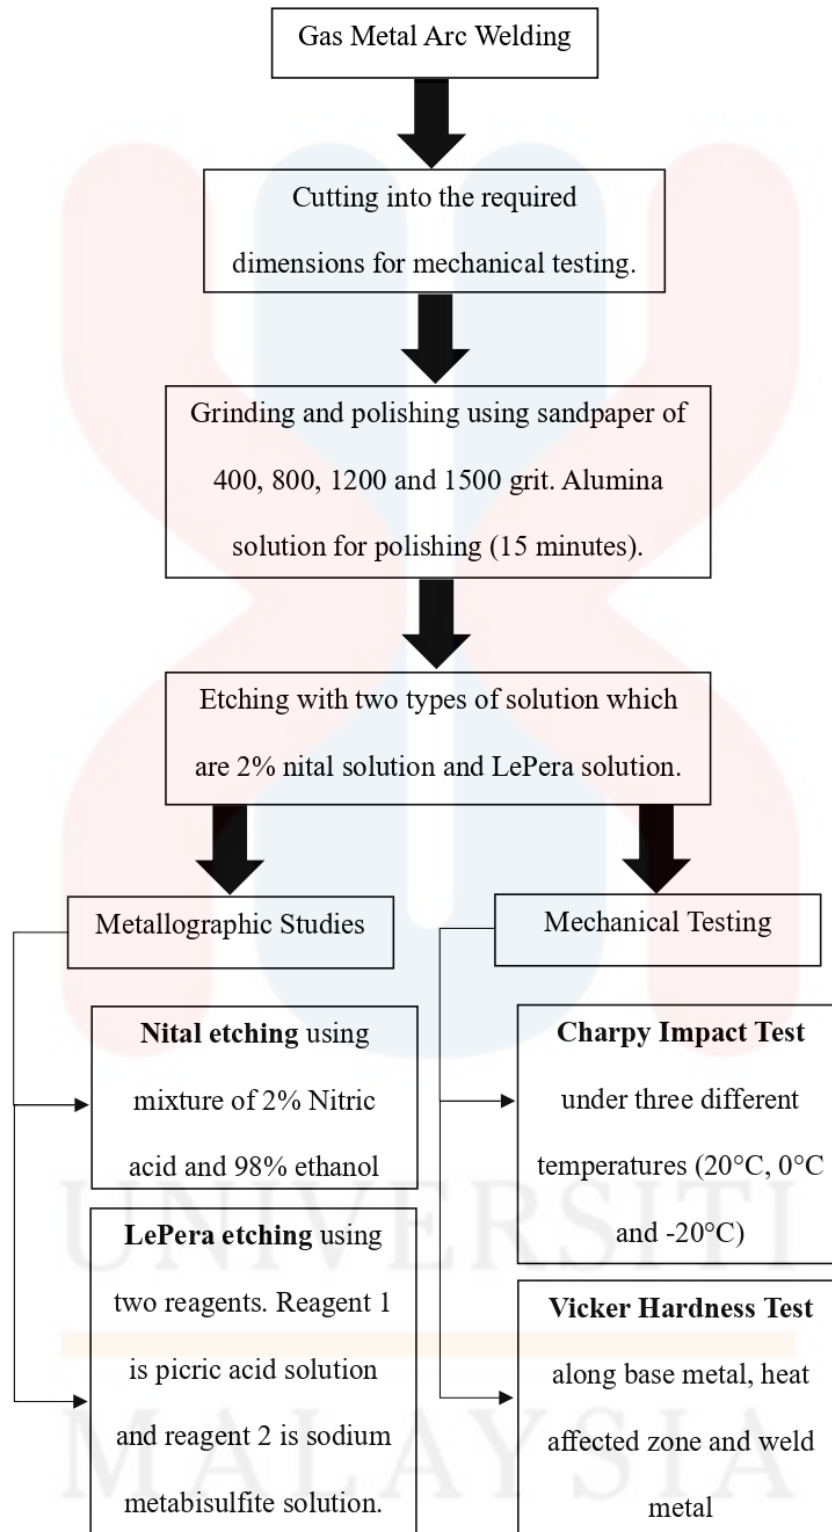 Gas Metal Arc Welding
Cutting into the required
dimensions for mechanical testing.
Grinding and polishing using sandpaper of
400, 800, 1200 and 1500 grit. Alumina
solution for polishing (15 minutes).
Etching with two types of solution which
are 2% nital solution and LePera solution.
Metallographic Studies
Nital etching using
mixture of 2% Nitric
acid and 98% ethanol
LePera etching using
two reagents. Reagent 1
is picric acid solution
and reagent 2 is sodium
metabisulfite solution.
Mechanical Testing
Charpy Impact Test
under three different
temperatures (20°C, 0°C
and -20°C)
Vicker Hardness Test
along base metal, heat
affected zone and weld
metal
UNIVERSITI
MALAYSIA